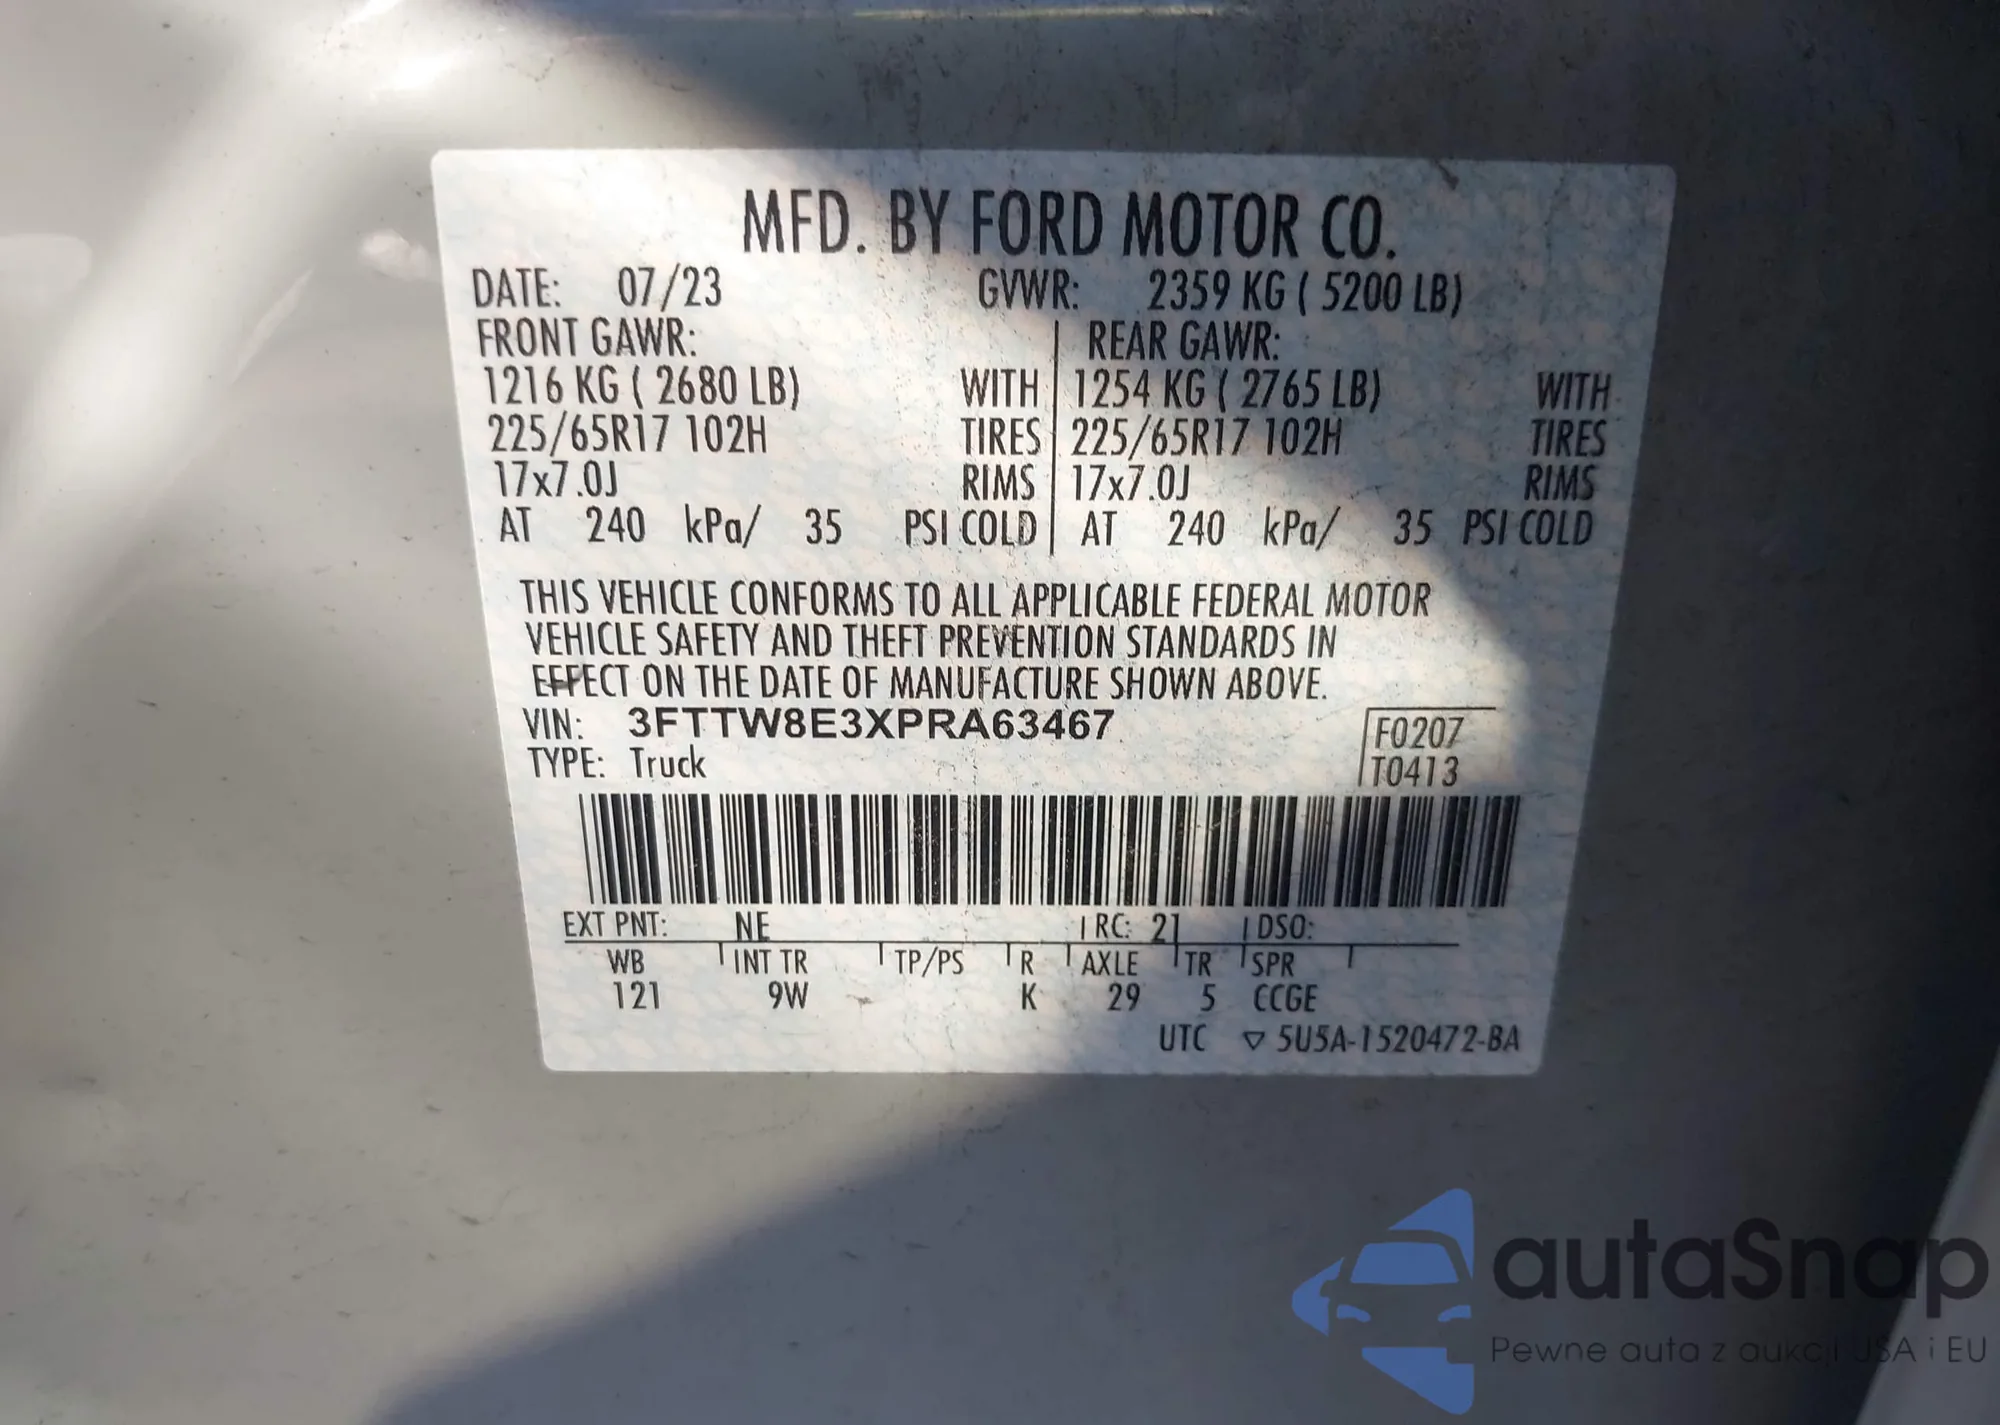 MFD. BY FORD MOTOR CO.
DATE: 07/23 GVWR: 2359 KG ( 5200 LB)
FRONT GAWR: REAR GAWR:
1216 KG ( 2680 LB) WITH 1254 KG ( 2765 LB) WITH
225/65R17 102H TIRES 225/65R17 102H TIRES
17x7.0J RIMS 17x7.0J RIMS
AT 240 kPa/ 35 PSI COLD AT 240 kPa/ 35 PSI COLD
THIS VEHICLE CONFORMS TO ALL APPLICABLE FEDERAL MOTOR
VEHICLE SAFETY AND THEFT PREVENTION STANDARDS IN
EFFECT ON THE DATE OF MANUFACTURE SHOWN ABOVE.
VIN: 3FTTW8E3XPRA63467 F0207
TYPE: Truck T0413
EXT PNT: NE RC: 21 DSO:
WB INT TR TP/PS R AXLE TR SPR
121 9W K 29 5 CCGE
UTC ▽ 5U5A-1520472-BA
autaSnap
Pewne auta z aukcji USA i EU